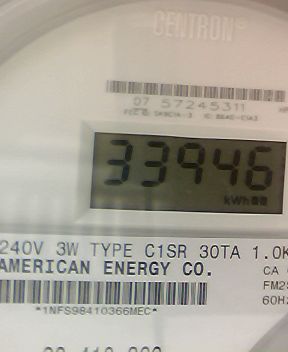 CENTRON®
07 57245311
33946
kWh
240V 3W TYPE C1SR 30TA 1.0K
AMERICAN ENERGY CO.
CA
FM2S
60Hz
*1NFS98410366MEC*